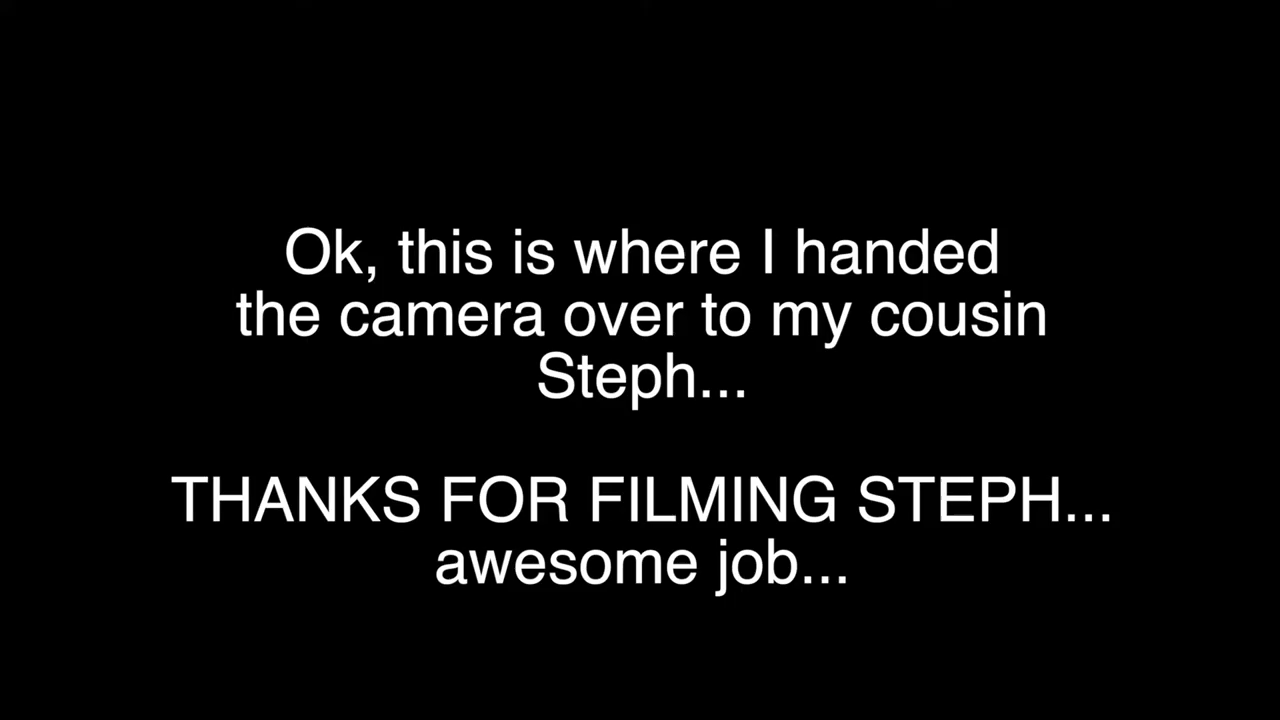 Ok, this is where I handed
the camera over to my cousin
Steph...
THANKS FOR FILMING STEPH...
awesome job...